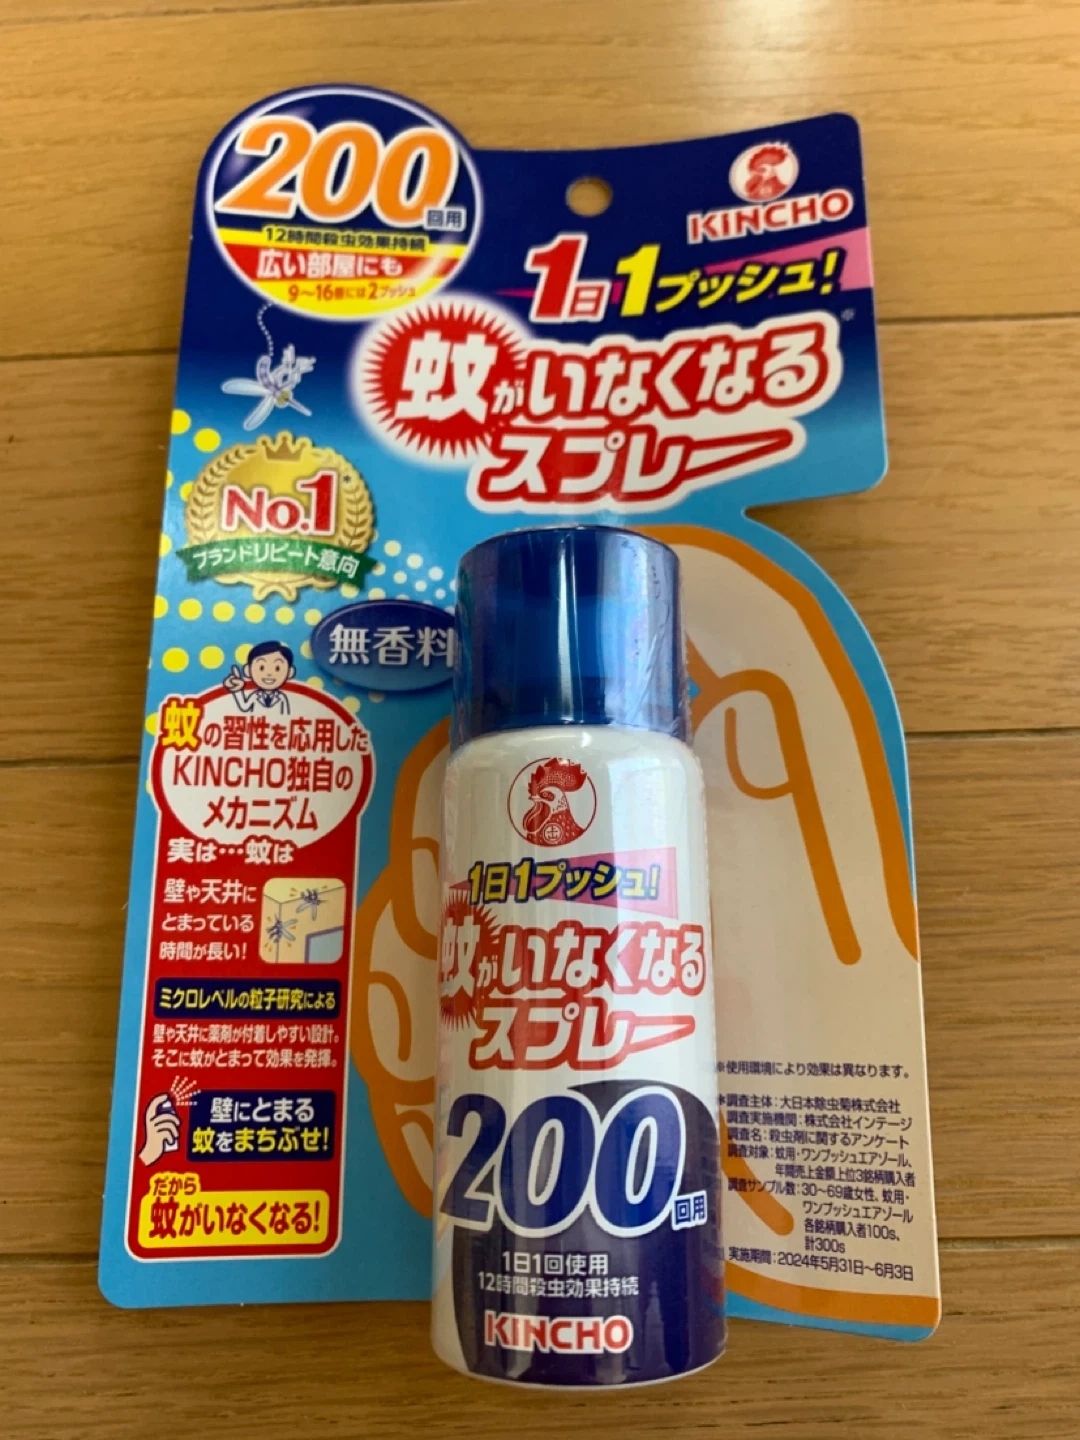 200回用
12時間殺虫効果持続
広い部屋にも
9〜16畳には2プッシュ
KINCHO
1日1プッシュ!
蚊がいなくなる※
スプレー
No.1*
ブランドリピート意向
無香料
蚊の習性を応用した
KINCHO独自の
メカニズム
実は…蚊は
壁や天井に
とまっている
時間が長い!
ミクロレベルの粒子研究による
壁や天井に薬剤が付着しやすい設計。
そこに蚊がとまって効果を発揮。
壁にとまる
蚊をまちぶせ!
だから
蚊がいなくなる!
1日1プッシュ!
蚊がいなくなる
スプレー
200回用
1日1回使用
12時間殺虫効果持続
KINCHO
※使用環境により効果は異なります。
*調査主体:大日本除虫菊株式会社
調査実施機関:株式会社インテージ
調査名:殺虫剤に関するアンケート
調査対象:蚊用・ワンプッシュエアゾール、
年間売上金額上位3銘柄購入者
調査サンプル数:30〜69歳女性、蚊用・
ワンプッシュエアゾール
各銘柄購入者100s、
計300s
実施期間:2024年5月31日〜6月3日